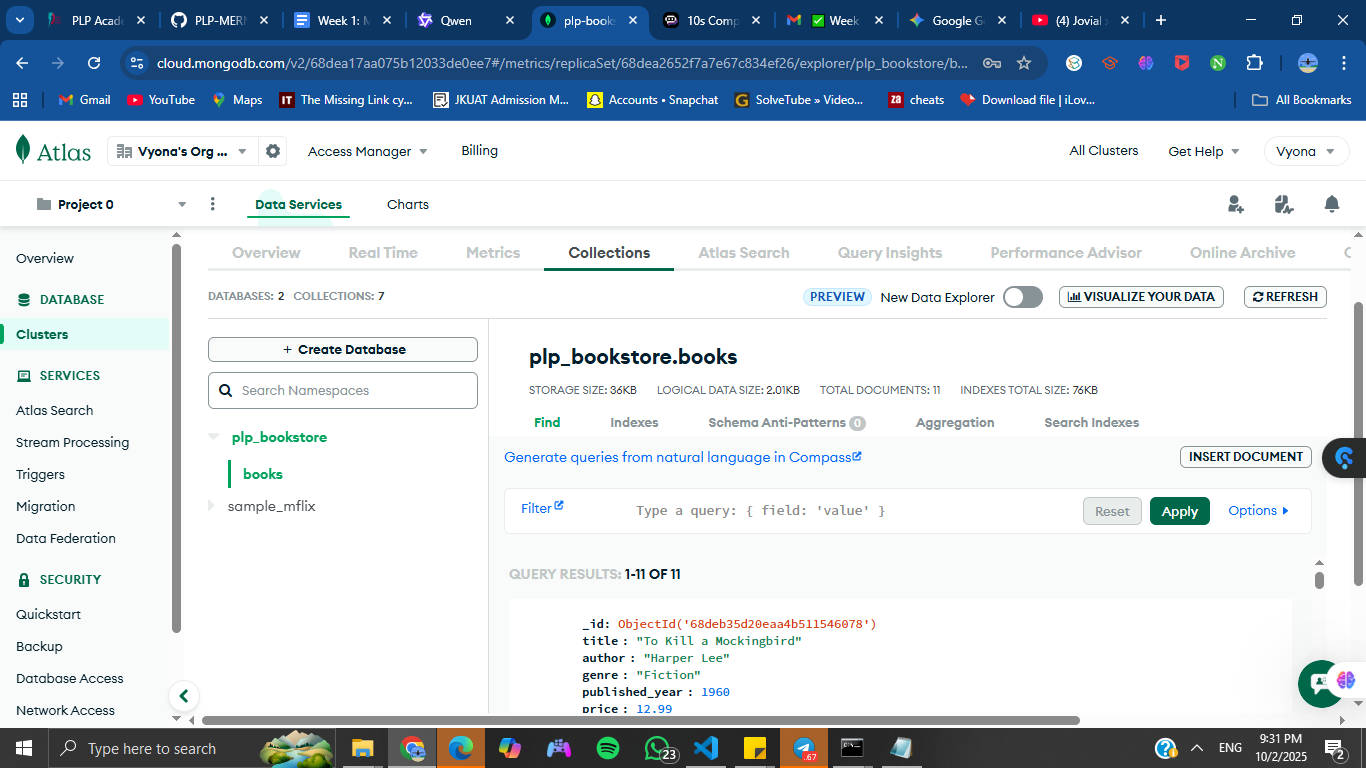 PLP Acade
PLP-MERN
Week 1: M
Qwen
plp-books
10s Comp
Week
Google Ge
(4) Jovial
cloud.mongodb.com/v2/68dea17aa075b12033de0ee7#/metrics/replicaSet/68dea2652f7a7e67c834ef26/explorer/plp_bookstore/b...
Gmail
YouTube
Maps
The Missing Link cy...
JKUAT Admission M...
Accounts • Snapchat
SolveTube » Video...
cheats
Download file | iLov...
All Bookmarks
Atlas
Vyona's Org ...
Access Manager
Billing
All Clusters
Get Help
Vyona
Project 0
Data Services
Charts
Overview
DATABASE
Clusters
SERVICES
Atlas Search
Stream Processing
Triggers
Migration
Data Federation
SECURITY
Quickstart
Backup
Database Access
Network Access
Overview
Real Time
Metrics
Collections
Atlas Search
Query Insights
Performance Advisor
Online Archive
DATABASES: 2 COLLECTIONS: 7
PREVIEW New Data Explorer
VISUALIZE YOUR DATA
REFRESH
+ Create Database
Search Namespaces
plp_bookstore
books
sample_mflix
plp_bookstore.books
STORAGE SIZE: 36KB LOGICAL DATA SIZE: 2.01KB TOTAL DOCUMENTS: 11 INDEXES TOTAL SIZE: 76KB
Find
Indexes
Schema Anti-Patterns 0
Aggregation
Search Indexes
Generate queries from natural language in Compass
INSERT DOCUMENT
Filter
Type a query: { field: 'value' }
Reset
Apply
Options
QUERY RESULTS: 1-11 OF 11
_id: ObjectId('68deb35d20eaa4b511546078')
title : "To Kill a Mockingbird"
author : "Harper Lee"
genre : "Fiction"
published_year : 1960
price : 12.99
Type here to search
23
.67
ENG
9:31 PM
10/2/2025
2